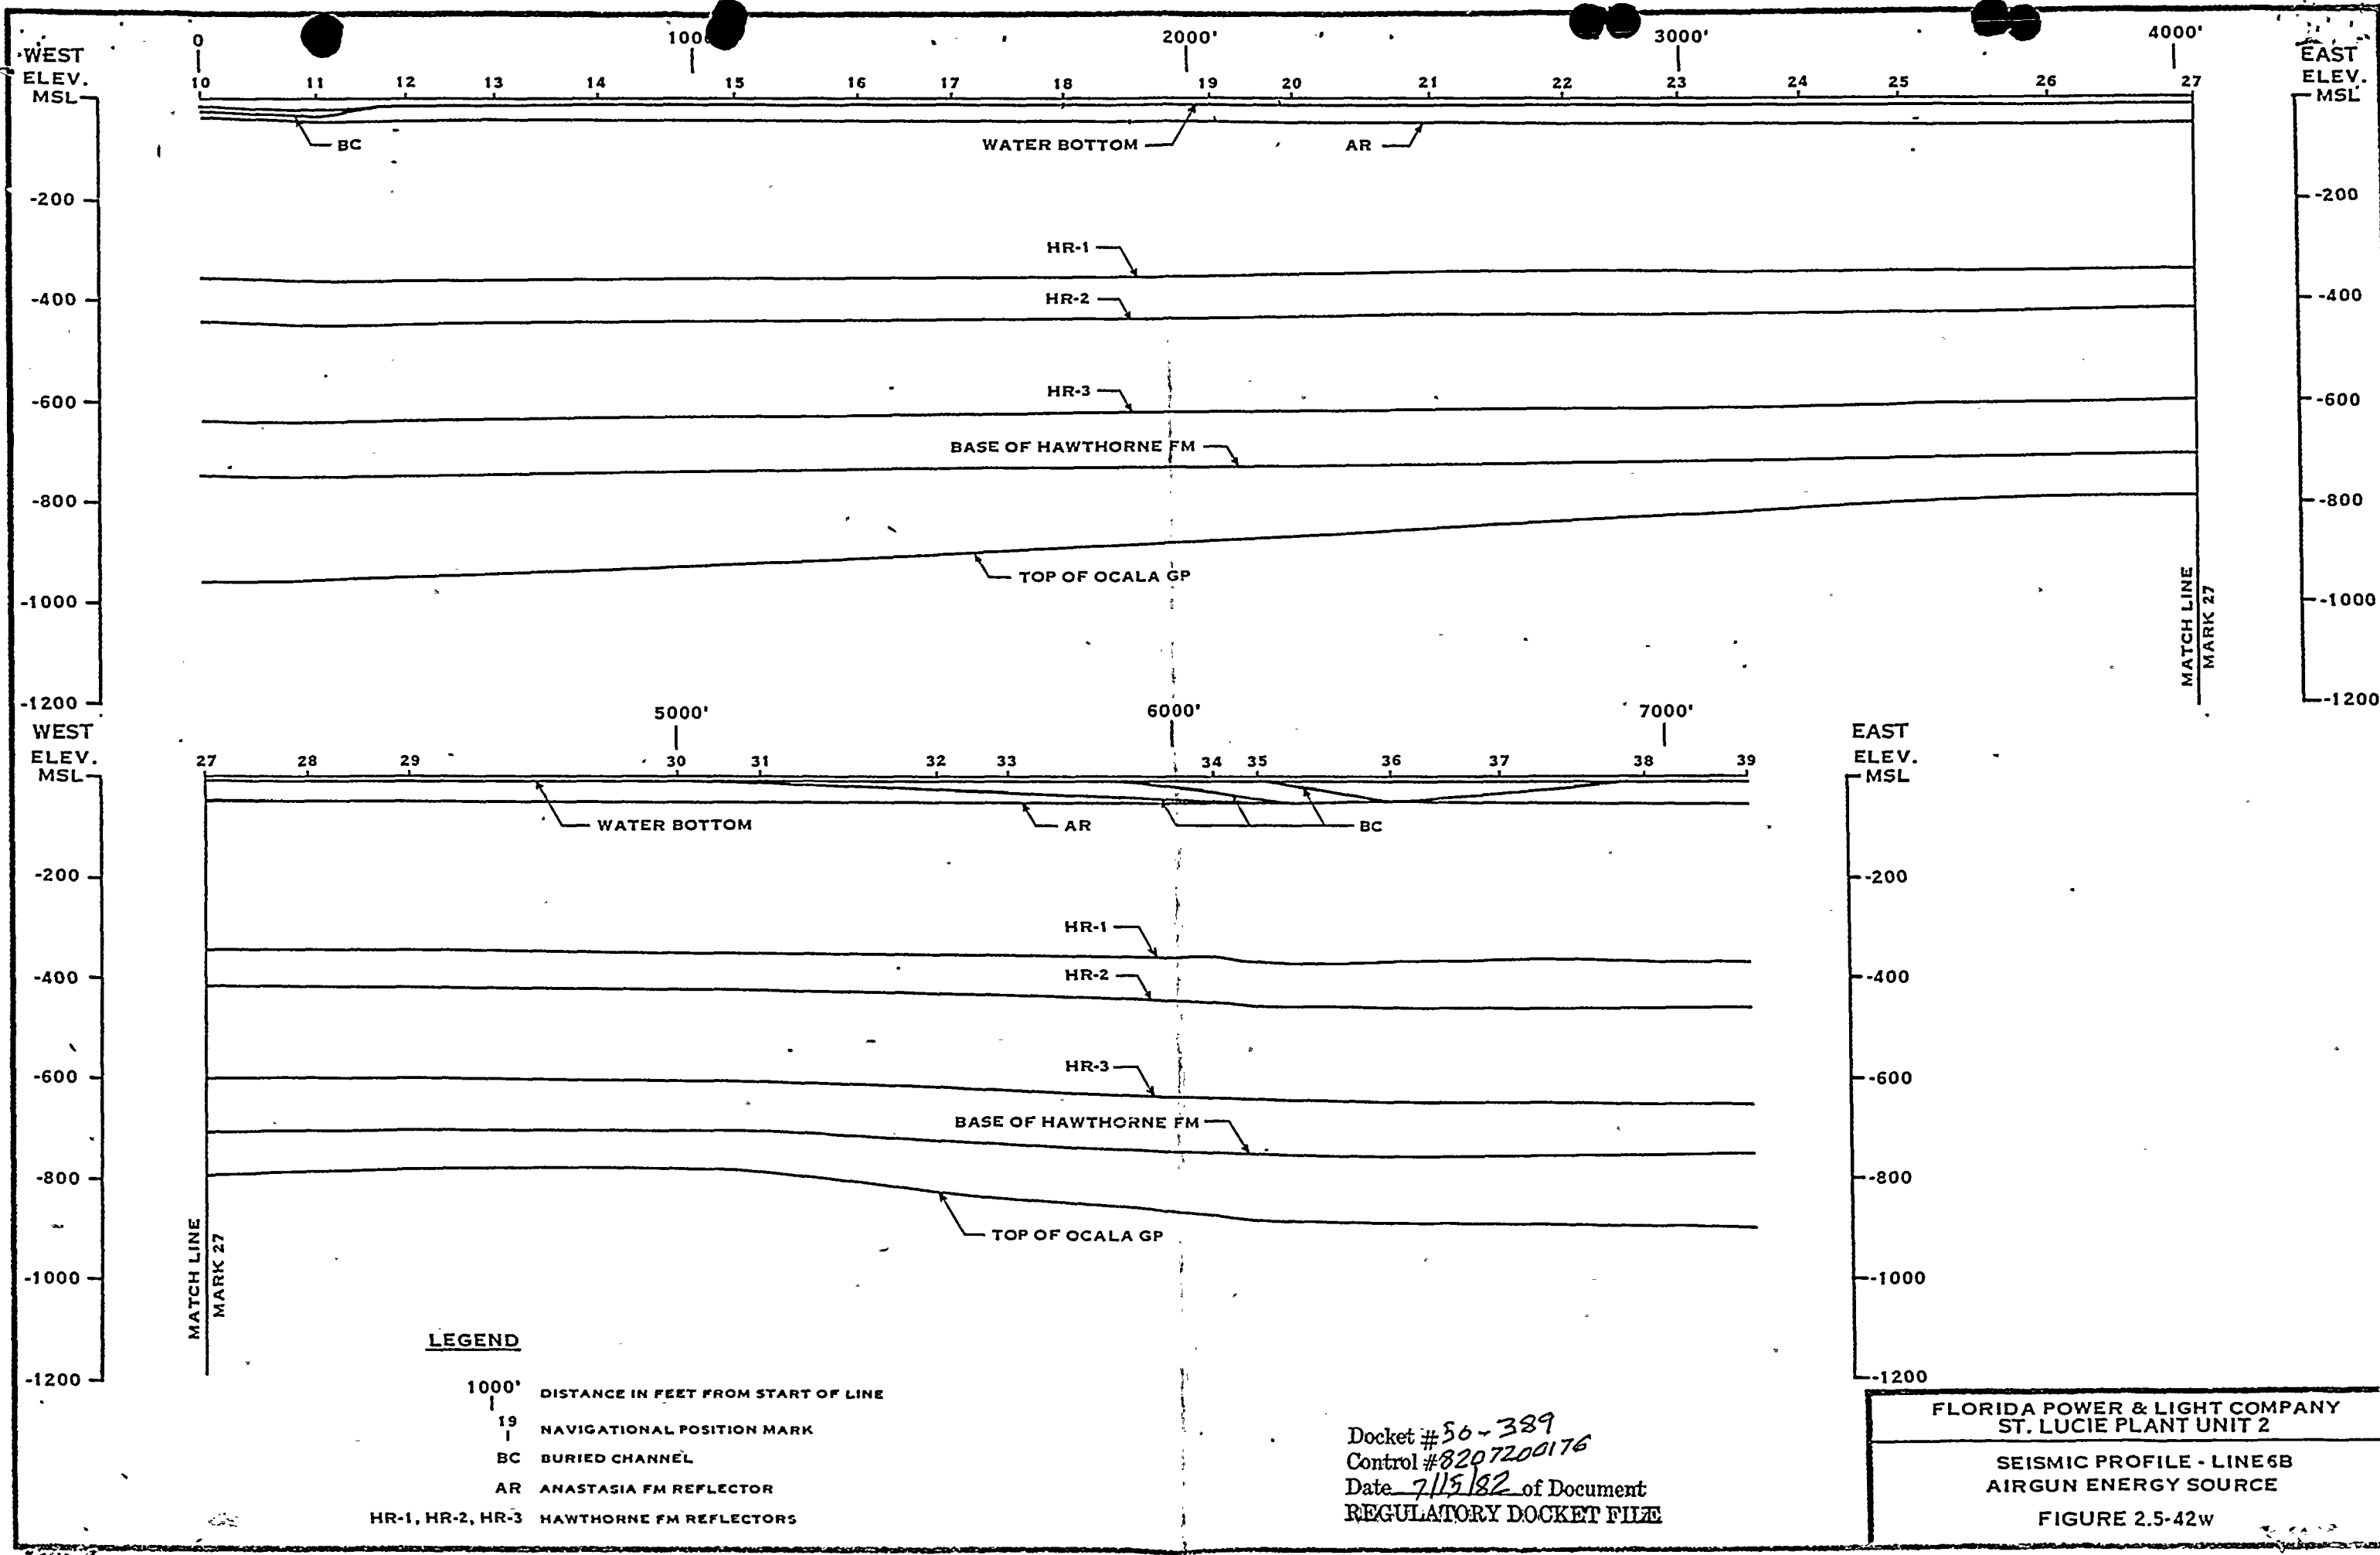 0 1000' 2000' 3000' 4000'
WEST EAST
ELEV. ELEV.
10 11 12 13 14 15 16 17 18 19 20 21 22 23 24 25 26 27
MSL MSL
BC WATER BOTTOM AR
-200 -200
HR-1
-400 HR-2 -400
HR-3
-600 -600
BASE OF HAWTHORNE FM
-800 -800
TOP OF OCALA GP
-1000 -1000
MATCH LINE
MARK 27
-1200 -1200
5000' 6000' 7000'
WEST EAST
ELEV. ELEV.
27 28 29 30 31 32 33 34 35 36 37 38 39
MSL MSL
WATER BOTTOM AR BC
-200 -200
HR-1
-400 HR-2 -400
HR-3
-600 -600
BASE OF HAWTHORNE FM
-800 -800
TOP OF OCALA GP
MATCH LINE
MARK 27
-1000 -1000
-1200 -1200
LEGEND
1000' DISTANCE IN FEET FROM START OF LINE
19 NAVIGATIONAL POSITION MARK
BC BURIED CHANNEL
AR ANASTASIA FM REFLECTOR
HR-1, HR-2, HR-3 HAWTHORNE FM REFLECTORS
Docket #50-389
Control #8207200176
Date 7/15/82 of Document
REGULATORY DOCKET FILE
FLORIDA POWER & LIGHT COMPANY
ST. LUCIE PLANT UNIT 2
SEISMIC PROFILE - LINE 6B
AIRGUN ENERGY SOURCE
FIGURE 2.5-42w